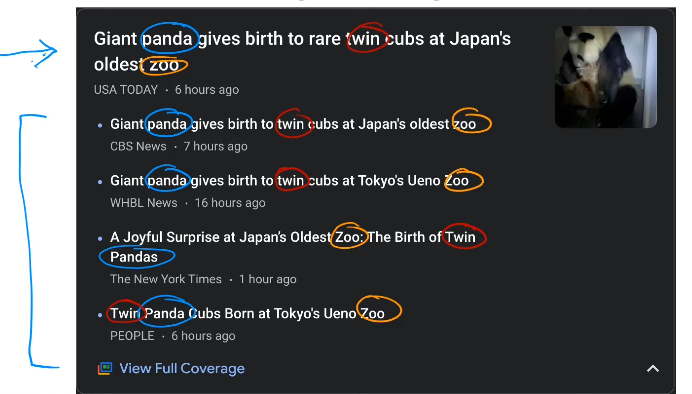 Giant panda gives birth to rare twin cubs at Japan's
oldest zoo
USA TODAY · 6 hours ago
• Giant panda gives birth to twin cubs at Japan's oldest zoo
CBS News · 7 hours ago
• Giant panda gives birth to twin cubs at Tokyo's Ueno Zoo
WHBL News · 16 hours ago
• A Joyful Surprise at Japan's Oldest Zoo: The Birth of Twin
Pandas
The New York Times · 1 hour ago
• Twin Panda Cubs Born at Tokyo's Ueno Zoo
PEOPLE · 6 hours ago
View Full Coverage